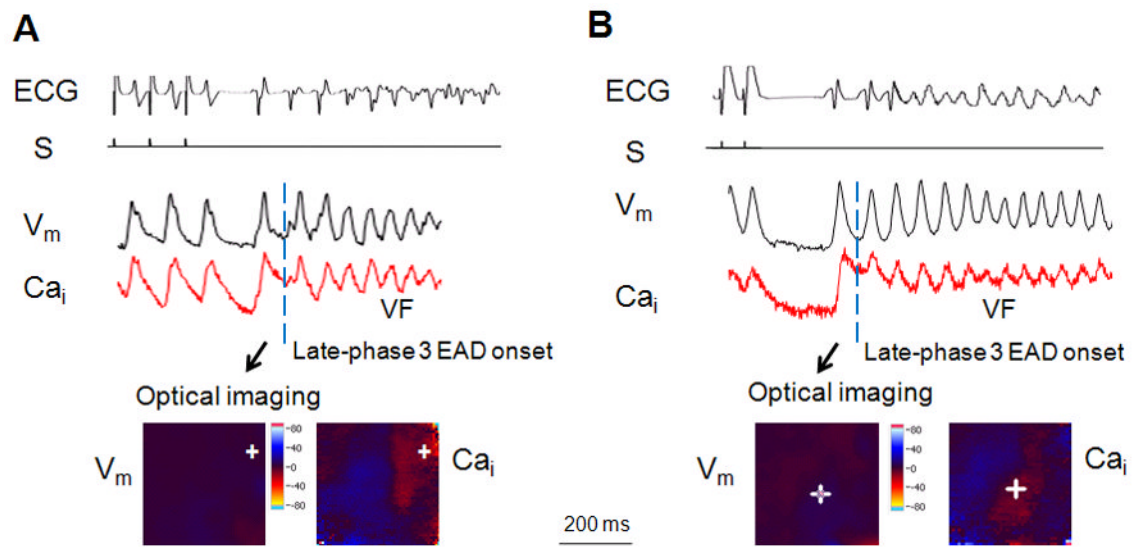 A
ECG
S
Vm
Cai
VF
Late-phase 3 EAD onset
Optical imaging
Vm
80
40
0
-40
-80
Cai
B
ECG
S
Vm
Cai
VF
Late-phase 3 EAD onset
Optical imaging
Vm
80
40
0
-40
-80
Cai
200 ms